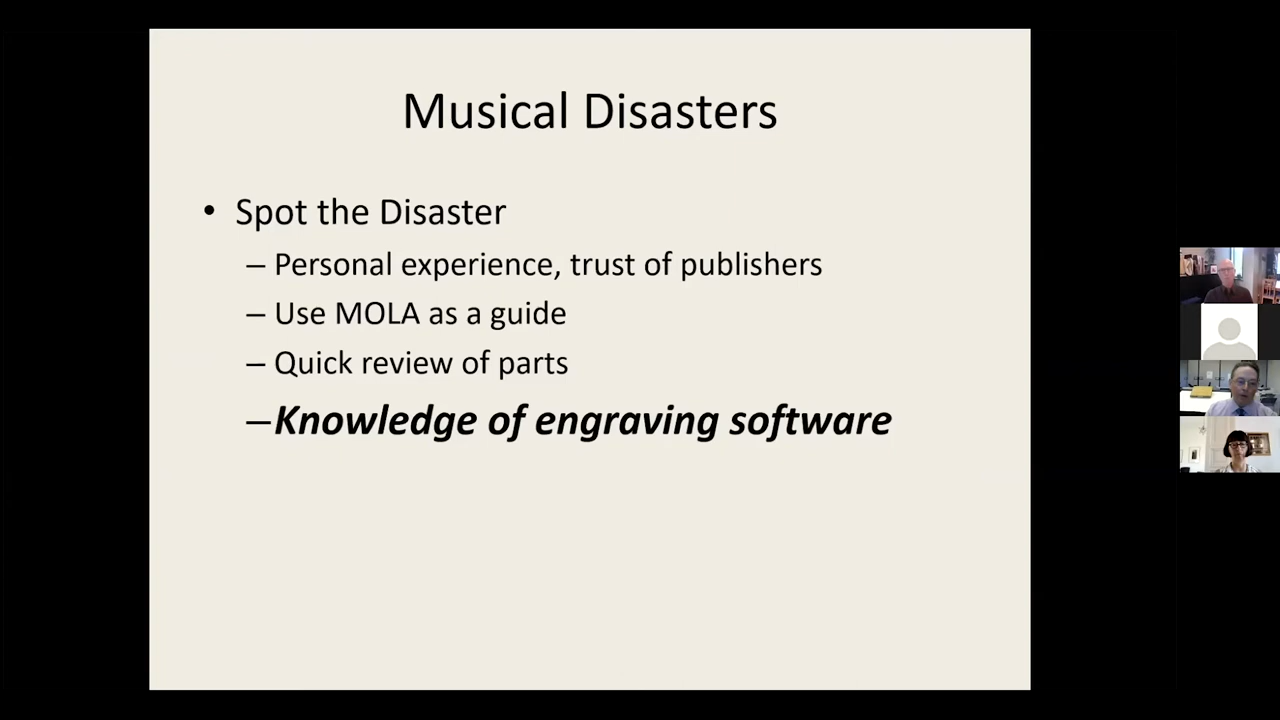 Musical Disasters
• Spot the Disaster
– Personal experience, trust of publishers
– Use MOLA as a guide
– Quick review of parts
–Knowledge of engraving software